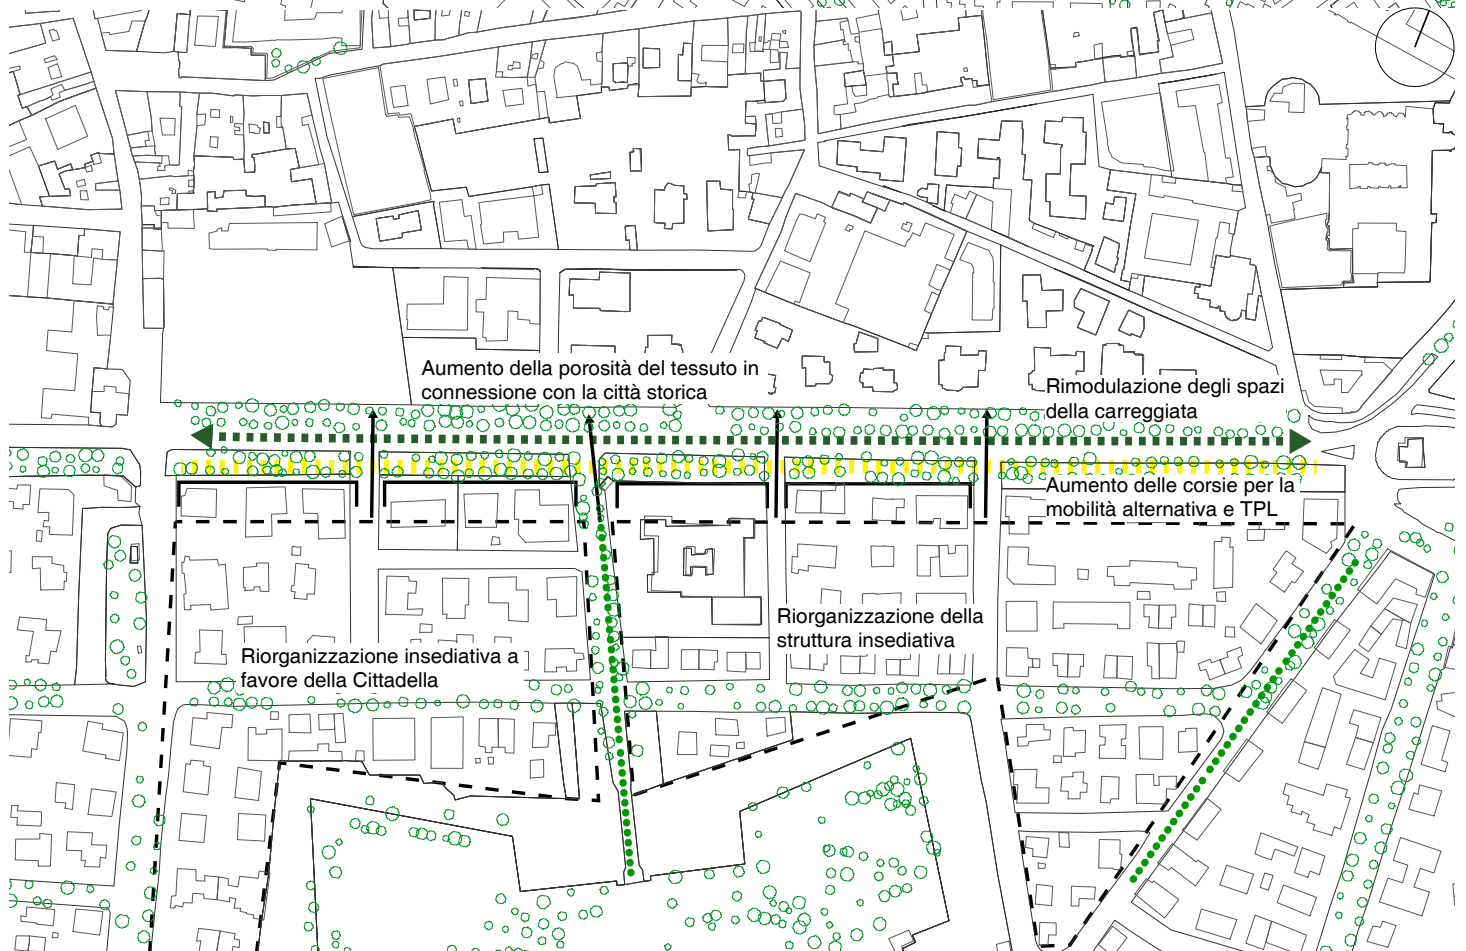 Aumento della porosità del tessuto in
connessione con la città storica
Rimodulazione degli spazi
della carreggiata
Aumento delle corsie per la
mobilità alternativa e TPL
Riorganizzazione della
struttura insediativa
Riorganizzazione insediativa a
favore della Cittadella